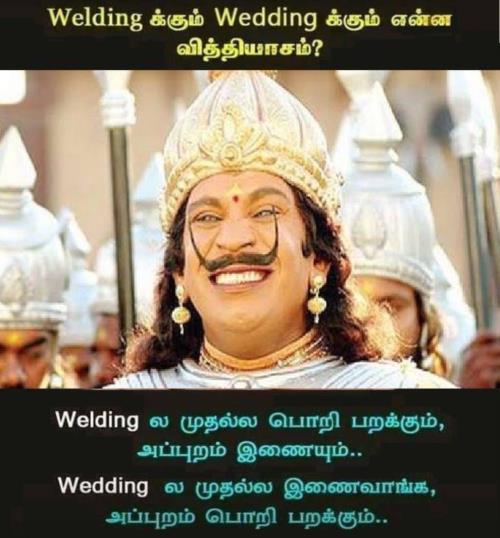 Welding க்கும் Wedding க்கும் என்ன
வித்தியாசம்?
Welding ல முதல்ல பொறி பறக்கும்,
அப்புறம் இணையும்..
Wedding ல முதல்ல இணைவாங்க,
அப்புறம் பொறி பறக்கும்..